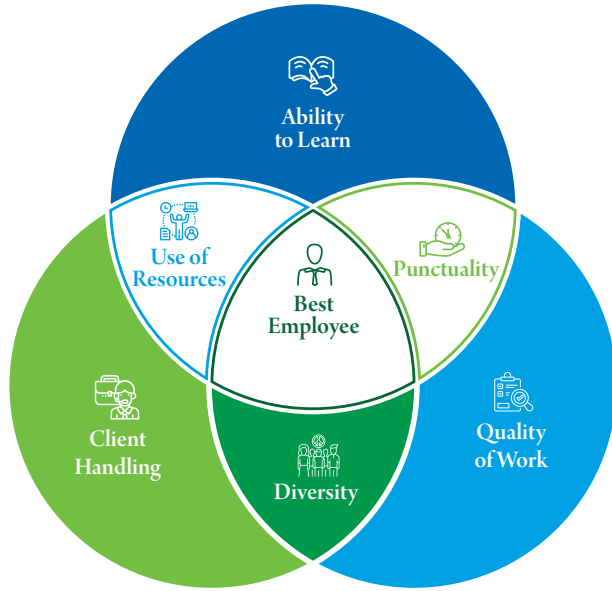 Ability
to Learn
Use of
Resources
Punctuality
Best
Employee
Client
Handling
Quality
of Work
Diversity